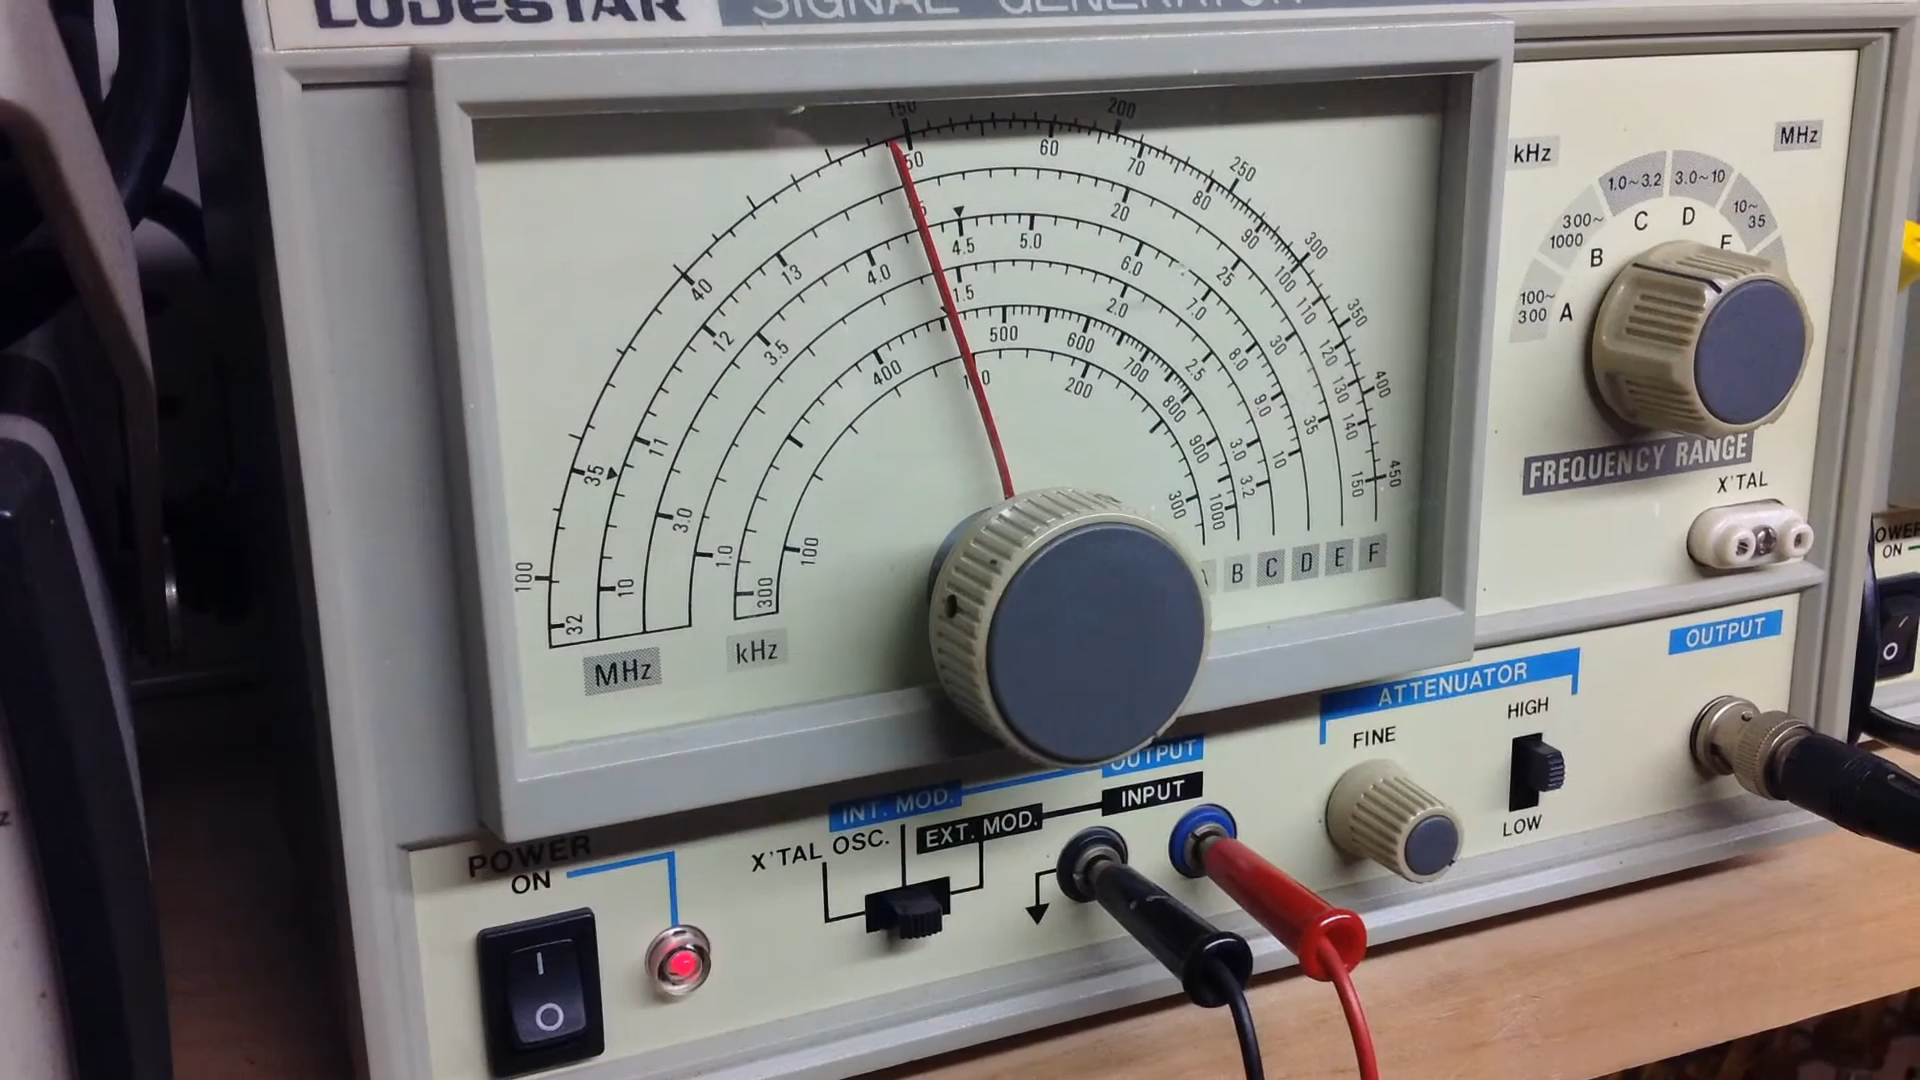 LODESTAR SIGNAL GENERATOR
150 200 250 300 350 400 450
100
32 35 40 50 60 70 80 90 100 110 120 130 140 150
10 11 12 13 20 25 30 35
3.0 3.5 4.0 4.5 5.0 6.0 7.0 8.0 9.0 10
1.0 1.5 2.0 2.5 3.0 3.2
300 400 500 600 700 800 900 1000
100 200 300
MHz
kHz
B C D E F
kHz
MHz
100~
300
A
300~
1000
B
1.0~3.2
C
3.0~10
D
10~
35
FREQUENCY RANGE
X'TAL
POWER
ON
X'TAL OSC.
INT. MOD.
EXT. MOD.
OUTPUT
INPUT
ATTENUATOR
FINE
HIGH
LOW
OUTPUT
ON